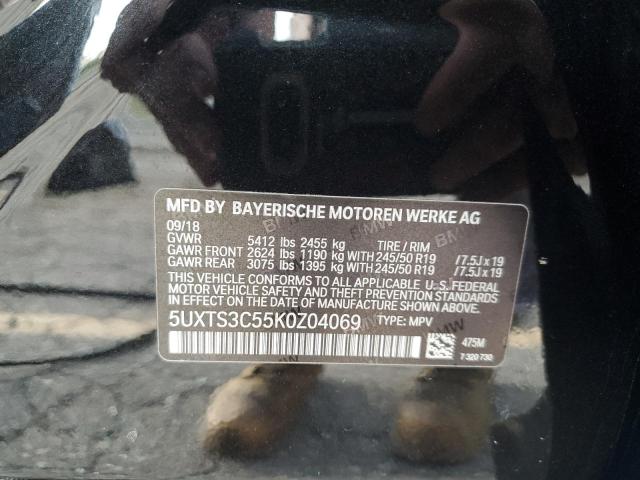 MFD BY BAYERISCHE MOTOREN WERKE AG
09/18
GVWR 5412 lbs 2455 kg TIRE / RIM
GAWR FRONT 2624 lbs 1190 kg WITH 245/50 R19 /7.5J x 19
GAWR REAR 3075 lbs 1395 kg WITH 245/50 R19 /7.5J x 19
THIS VEHICLE CONFORMS TO ALL APPLICABLE U.S. FEDERAL
MOTOR VEHICLE SAFETY AND THEFT PREVENTION STANDARDS
IN EFFECT ON THE DATE OF MANUFACTURE SHOWN ABOVE.
5UXTS3C55K0Z04069 TYPE: MPV
475M
7 320 730